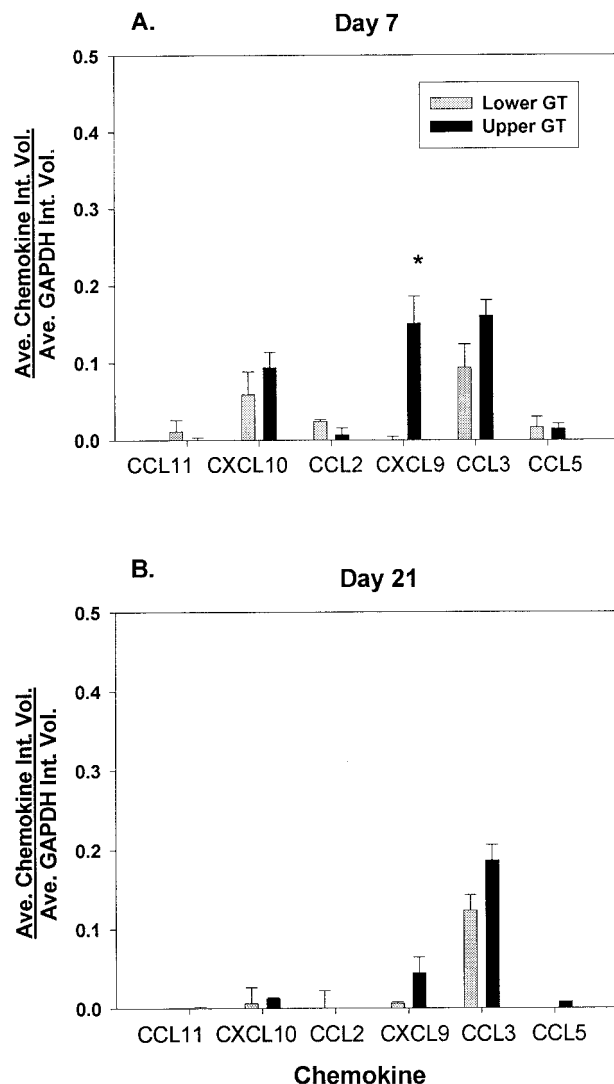 A.
Day 7
Ave. Chemokine Int. Vol.
Ave. GAPDH Int. Vol.
0.5
0.4
0.3
0.2
0.1
0.0
Lower GT
Upper GT
*
CCL11 CXCL10 CCL2 CXCL9 CCL3 CCL5
B.
Day 21
Ave. Chemokine Int. Vol.
Ave. GAPDH Int. Vol.
0.5
0.4
0.3
0.2
0.1
0.0
CCL11 CXCL10 CCL2 CXCL9 CCL3 CCL5
Chemokine